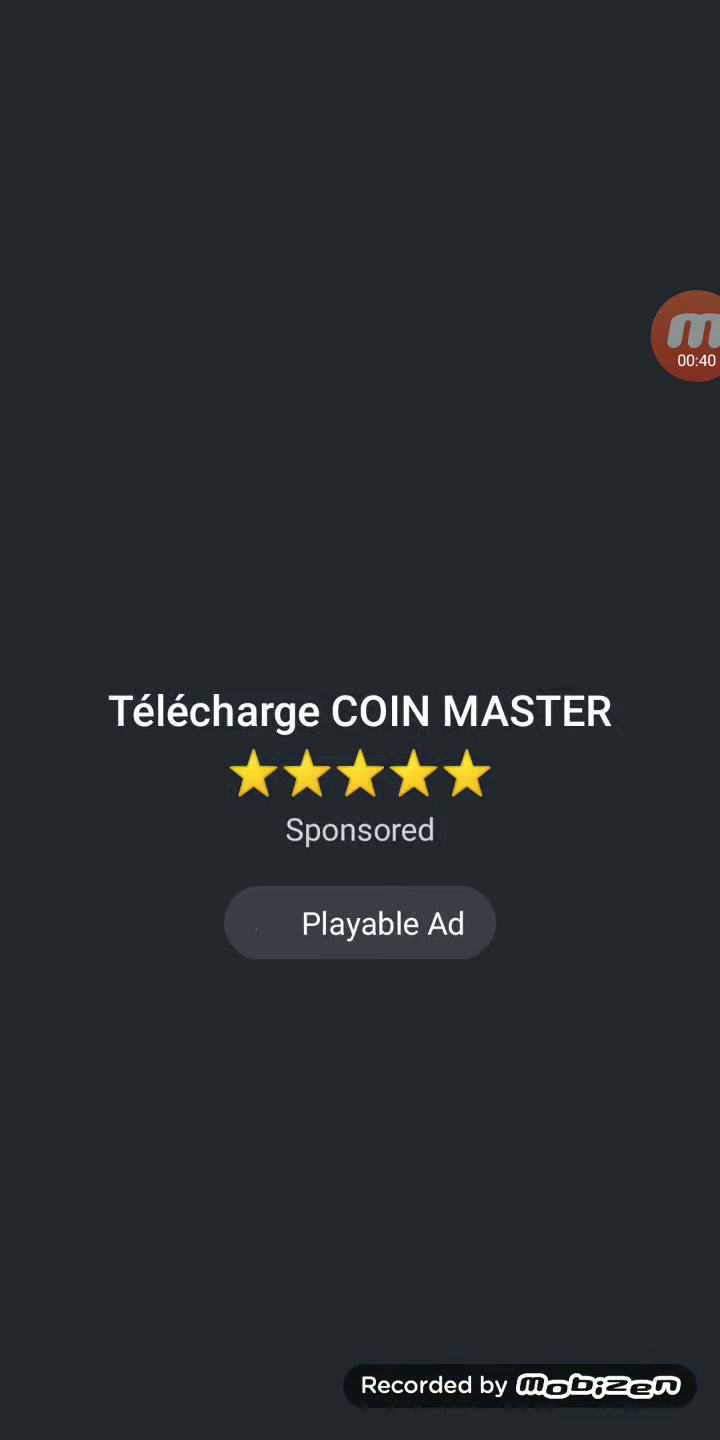 m
00:40
Télécharge COIN MASTER
Sponsored
Playable Ad
Recorded by mobizen